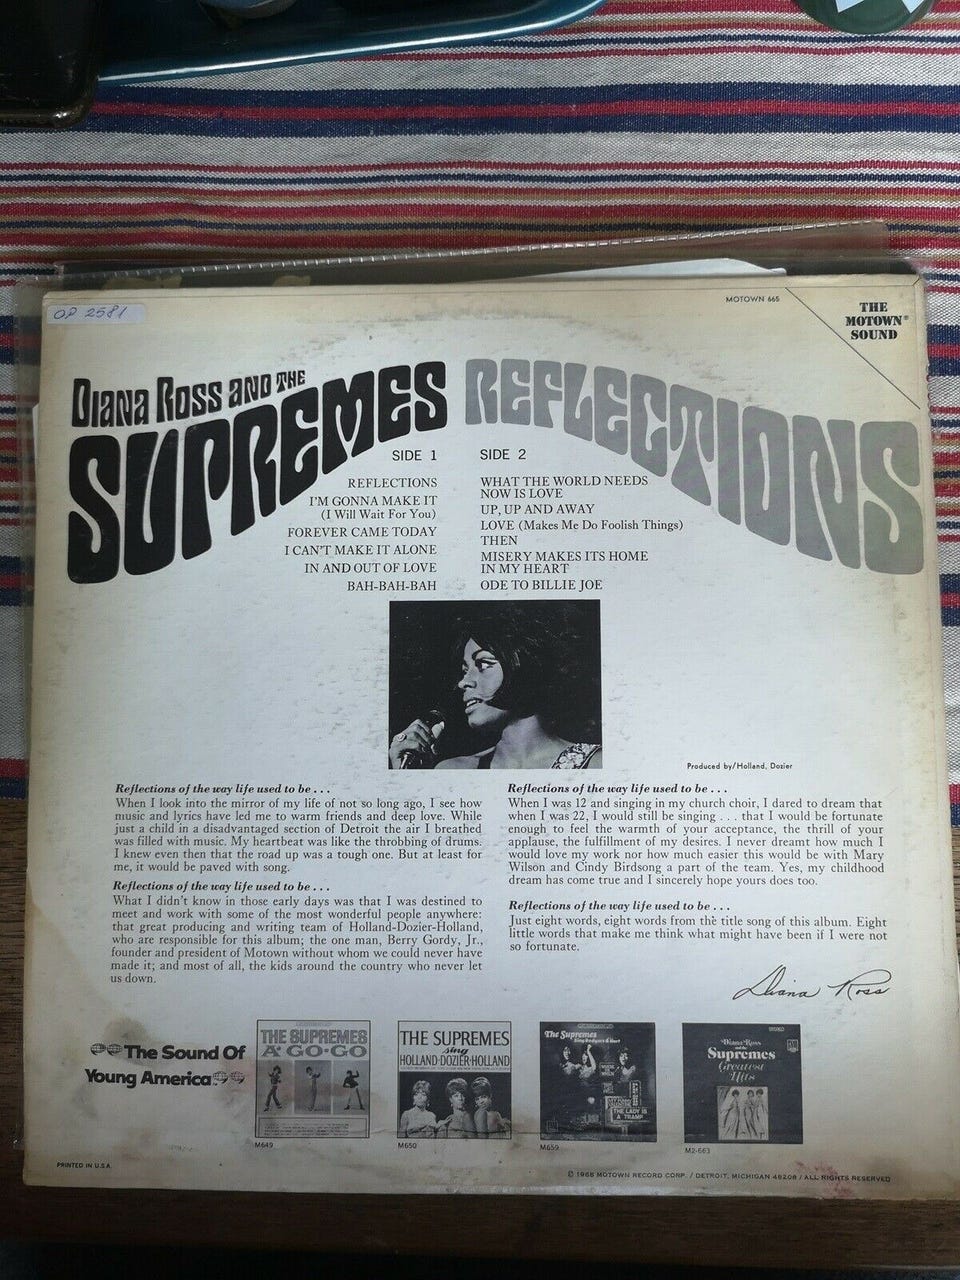 OP 2581
MOTOWN 665
THE
MOTOWN®
SOUND
DIANA ROSS AND THE
SUPREMES
REFLECTIONS
SIDE 1
REFLECTIONS
I'M GONNA MAKE IT
(I Will Wait For You)
FOREVER CAME TODAY
I CAN'T MAKE IT ALONE
IN AND OUT OF LOVE
BAH-BAH-BAH
SIDE 2
WHAT THE WORLD NEEDS
NOW IS LOVE
UP, UP AND AWAY
LOVE (Makes Me Do Foolish Things)
THEN
MISERY MAKES ITS HOME
IN MY HEART
ODE TO BILLIE JOE
Produced by/Holland, Dozier
Reflections of the way life used to be . . .
When I look into the mirror of my life of not so long ago, I see how
music and lyrics have led me to warm friends and deep love. While
just a child in a disadvantaged section of Detroit the air I breathed
was filled with music. My heartbeat was like the throbbing of drums.
I knew even then that the road up was a tough one. But at least for
me, it would be paved with song.
Reflections of the way life used to be . . .
What I didn't know in those early days was that I was destined to
meet and work with some of the most wonderful people anywhere:
that great producing and writing team of Holland-Dozier-Holland,
who are responsible for this album; the one man, Berry Gordy, Jr.,
founder and president of Motown without whom we could never have
made it; and most of all, the kids around the country who never let
us down.
Reflections of the way life used to be . . .
When I was 12 and singing in my church choir, I dared to dream that
when I was 22, I would still be singing . . . that I would be fortunate
enough to feel the warmth of your acceptance, the thrill of your
applause, the fulfillment of my desires. I never dreamt how much I
would love my work nor how much easier this would be with Mary
Wilson and Cindy Birdsong a part of the team. Yes, my childhood
dream has come true and I sincerely hope yours does too.
Reflections of the way life used to be . . .
Just eight words, eight words from the title song of this album. Eight
little words that make me think what might have been if I were not
so fortunate.
Diana Ross
The Sound Of
Young America
THE SUPREMES
A' GO-GO
M649
THE SUPREMES
sing
HOLLAND·DOZIER·HOLLAND
M650
The Supremes
Sing Rodgers & Hart
THE LADY IS
A TRAMP
M659
Diana Ross
and the
Supremes
Greatest
Hits
M2-663
PRINTED IN U.S.A.
© 1968 MOTOWN RECORD CORP. / DETROIT, MICHIGAN 48208 / ALL RIGHTS RESERVED